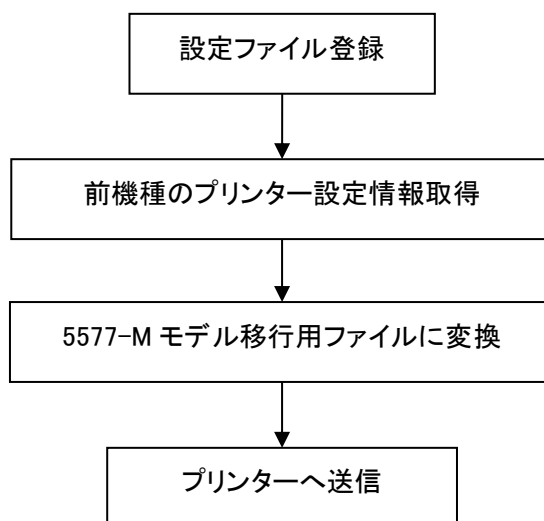 設定ファイル登録
前機種のプリンター設定情報取得
5577-M モデル移行用ファイルに変換
プリンターへ送信